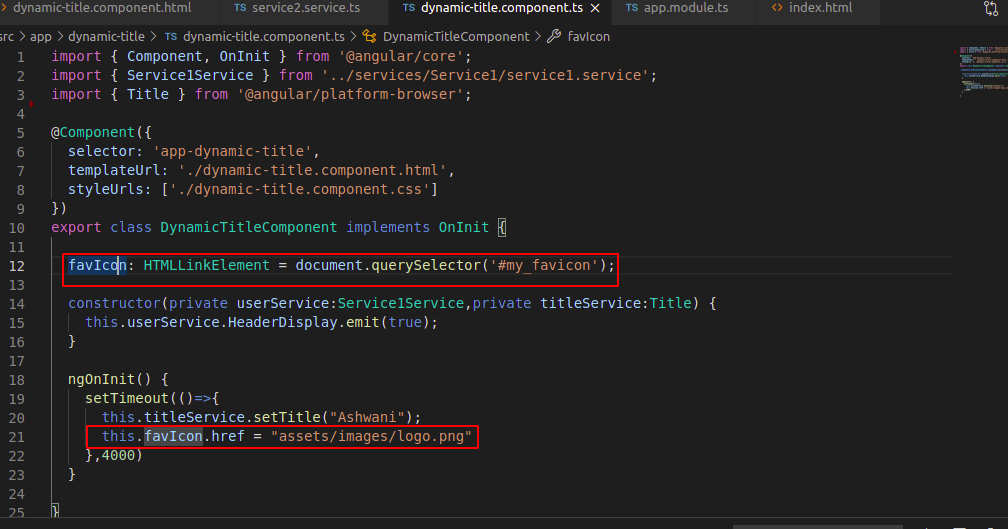 dynamic-title.component.html
TS service2.service.ts
TS dynamic-title.component.ts
TS app.module.ts
<> index.html
src > app > dynamic-title > TS dynamic-title.component.ts > DynamicTitleComponent > favIcon
1 import { Component, OnInit } from '@angular/core';
2 import { Service1Service } from '../services/Service1/service1.service';
3 import { Title } from '@angular/platform-browser';
4
5 @Component({
6 selector: 'app-dynamic-title',
7 templateUrl: './dynamic-title.component.html',
8 styleUrls: ['./dynamic-title.component.css']
9 })
10 export class DynamicTitleComponent implements OnInit {
11
12 favIcon: HTMLLinkElement = document.querySelector('#my_favicon');
13
14 constructor(private userService:Service1Service,private titleService:Title) {
15 this.userService.HeaderDisplay.emit(true);
16 }
17
18 ngOnInit() {
19 setTimeout(()=>{
20 this.titleService.setTitle("Ashwani");
21 this.favIcon.href = "assets/images/logo.png"
22 },4000)
23 }
24
25 }